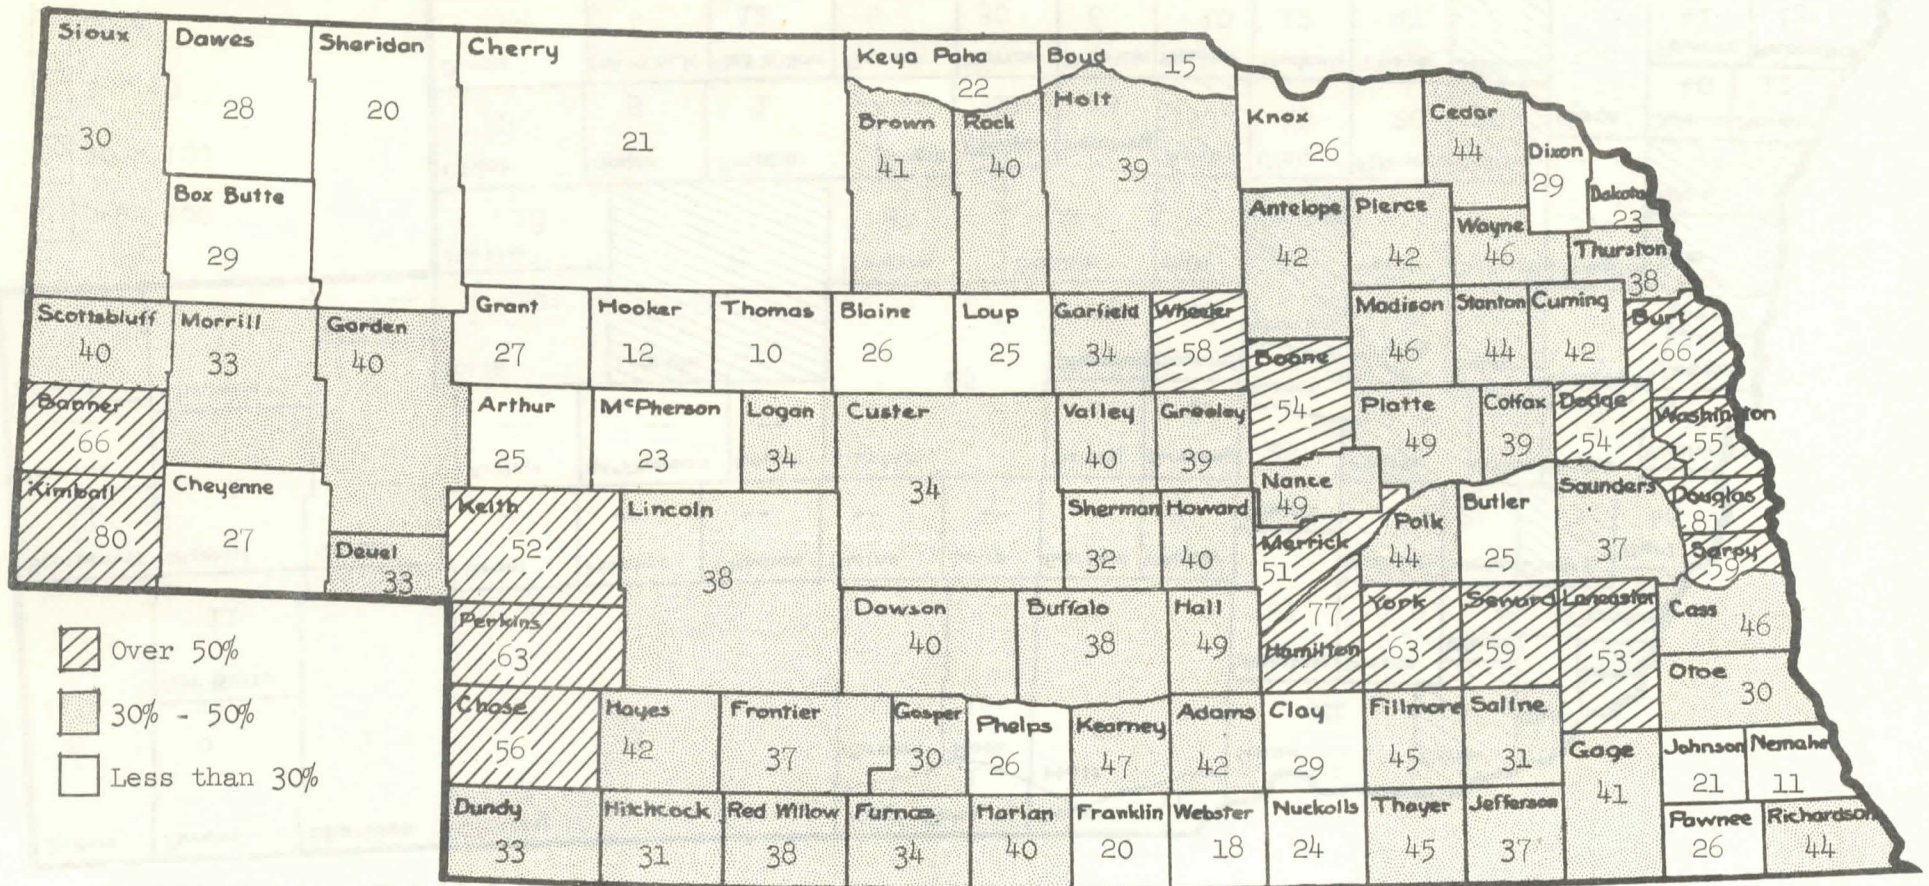 Sioux
30
Dawes
28
Sheridan
20
Cherry
21
Keya Paha
22
Boyd
15
Box Butte
29
Brown
41
Rock
40
Holt
39
Knox
26
Cedar
44
Dixon
29
Dakota
23
Antelope
42
Pierce
42
Wayne
46
Thurston
38
Scottsbluff
40
Morrill
33
Garden
40
Grant
27
Hooker
12
Thomas
10
Blaine
26
Loup
25
Garfield
34
Wheeler
58
Boone
54
Madison
46
Stanton
44
Cuming
42
Burt
66
Banner
66
Arthur
25
McPherson
23
Logan
34
Custer
34
Valley
40
Greeley
39
Platte
49
Colfax
39
Dodge
54
Washington
55
Kimball
80
Cheyenne
27
Deuel
33
Keith
52
Lincoln
38
Sherman
32
Howard
40
Nance
49
Merrick
51
Polk
44
Butler
25
Saunders
37
Douglas
81
Sarpy
59
Perkins
63
Dawson
40
Buffalo
38
Hall
49
77
Hamilton
York
63
Seward
59
Lancaster
53
Cass
46
Otoe
30
Chase
56
Hayes
42
Frontier
37
Gosper
30
Phelps
26
Kearney
47
Adams
42
Clay
29
Fillmore
45
Saline
31
Gage
41
Johnson
21
Nemaha
11
Dundy
33
Hitchcock
31
Red Willow
38
Furnas
34
Harlan
40
Franklin
20
Webster
18
Nuckolls
24
Thayer
45
Jefferson
37
Pawnee
26
Richardson
44
Over 50%
30% - 50%
Less than 30%